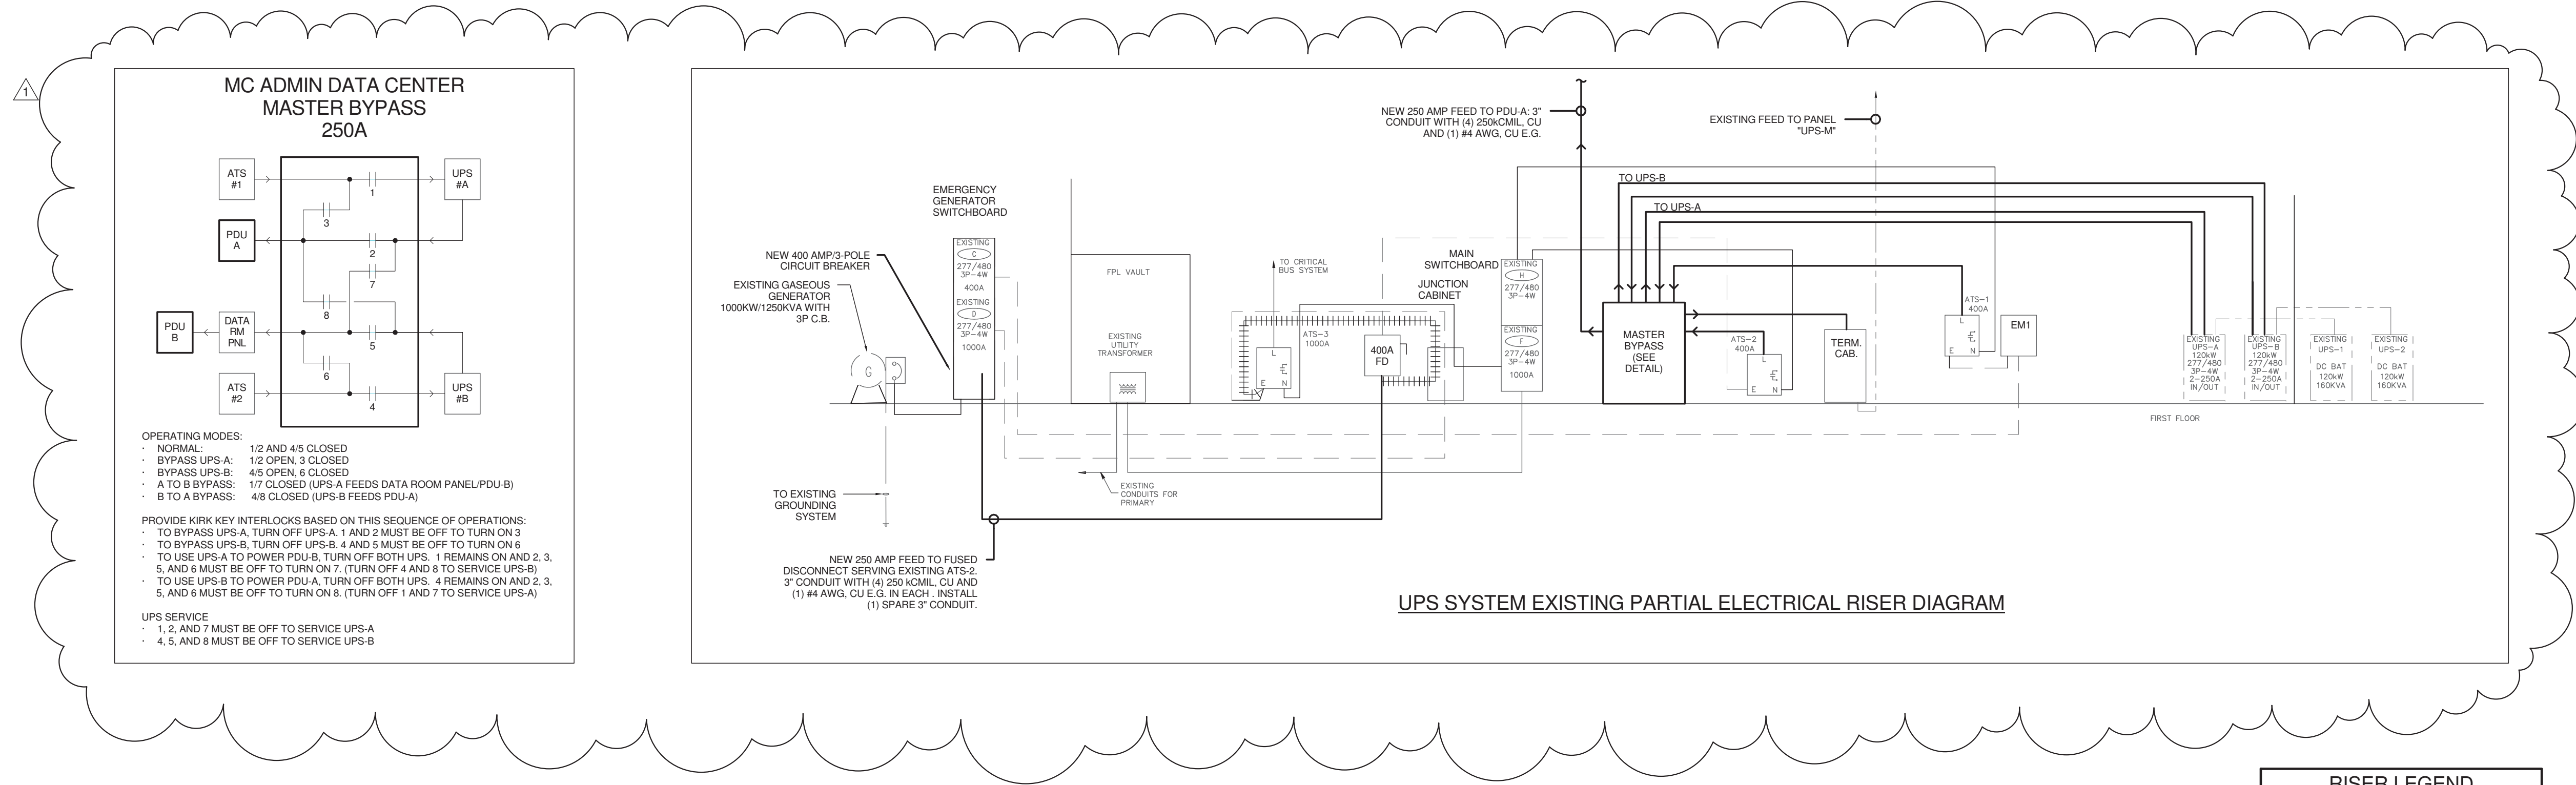 1
MC ADMIN DATA CENTER
MASTER BYPASS
250A
ATS
#1
UPS
#A
1
3
PDU
A
2
7
8
PDU
B
DATA
RM
PNL
5
6
ATS
#2
UPS
#B
4
OPERATING MODES:
· NORMAL: 1/2 AND 4/5 CLOSED
· BYPASS UPS-A: 1/2 OPEN, 3 CLOSED
· BYPASS UPS-B: 4/5 OPEN, 6 CLOSED
· A TO B BYPASS: 1/7 CLOSED (UPS-A FEEDS DATA ROOM PANEL/PDU-B)
· B TO A BYPASS: 4/8 CLOSED (UPS-B FEEDS PDU-A)
PROVIDE KIRK KEY INTERLOCKS BASED ON THIS SEQUENCE OF OPERATIONS:
· TO BYPASS UPS-A, TURN OFF UPS-A. 1 AND 2 MUST BE OFF TO TURN ON 3
· TO BYPASS UPS-B, TURN OFF UPS-B. 4 AND 5 MUST BE OFF TO TURN ON 6
· TO USE UPS-A TO POWER PDU-B, TURN OFF BOTH UPS. 1 REMAINS ON AND 2, 3,
5, AND 6 MUST BE OFF TO TURN ON 7. (TURN OFF 4 AND 8 TO SERVICE UPS-B)
· TO USE UPS-B TO POWER PDU-A, TURN OFF BOTH UPS. 4 REMAINS ON AND 2, 3,
5, AND 6 MUST BE OFF TO TURN ON 8. (TURN OFF 1 AND 7 TO SERVICE UPS-A)
UPS SERVICE
· 1, 2, AND 7 MUST BE OFF TO SERVICE UPS-A
· 4, 5, AND 8 MUST BE OFF TO SERVICE UPS-B
NEW 250 AMP FEED TO PDU-A: 3"
CONDUIT WITH (4) 250kCMIL, CU
AND (1) #4 AWG, CU E.G.
EXISTING FEED TO PANEL
"UPS-M"
EMERGENCY
GENERATOR
SWITCHBOARD
NEW 400 AMP/3-POLE
CIRCUIT BREAKER
EXISTING GASEOUS
GENERATOR
1000KW/1250KVA WITH
3P C.B.
G
EXISTING
C
277/480
3P-4W
400A
EXISTING
D
277/480
3P-4W
1000A
FPL VAULT
EXISTING
UTILITY
TRANSFORMER
TO CRITICAL
BUS SYSTEM
ATS-3
1000A
L
E N
400A
FD
MAIN
SWITCHBOARD
JUNCTION
CABINET
EXISTING
H
277/480
3P-4W
EXISTING
F
277/480
3P-4W
1000A
TO UPS-B
TO UPS-A
MASTER
BYPASS
(SEE
DETAIL)
ATS-2
400A
L
E N
TERM.
CAB.
ATS-1
400A
L
E N
EM1
EXISTING
UPS-A
120kW
277/480
3P-4W
2-250A
IN/OUT
EXISTING
UPS-B
120kW
277/480
3P-4W
2-250A
IN/OUT
EXISTING
UPS-1
DC BAT
120kW
160KVA
EXISTING
UPS-2
DC BAT
120kW
160KVA
FIRST FLOOR
TO EXISTING
GROUNDING
SYSTEM
EXISTING
CONDUITS FOR
PRIMARY
NEW 250 AMP FEED TO FUSED
DISCONNECT SERVING EXISTING ATS-2.
3" CONDUIT WITH (4) 250 kCMIL, CU AND
(1) #4 AWG, CU E.G. IN EACH . INSTALL
(1) SPARE 3" CONDUIT.
UPS SYSTEM EXISTING PARTIAL ELECTRICAL RISER DIAGRAM
RISER LEGEND